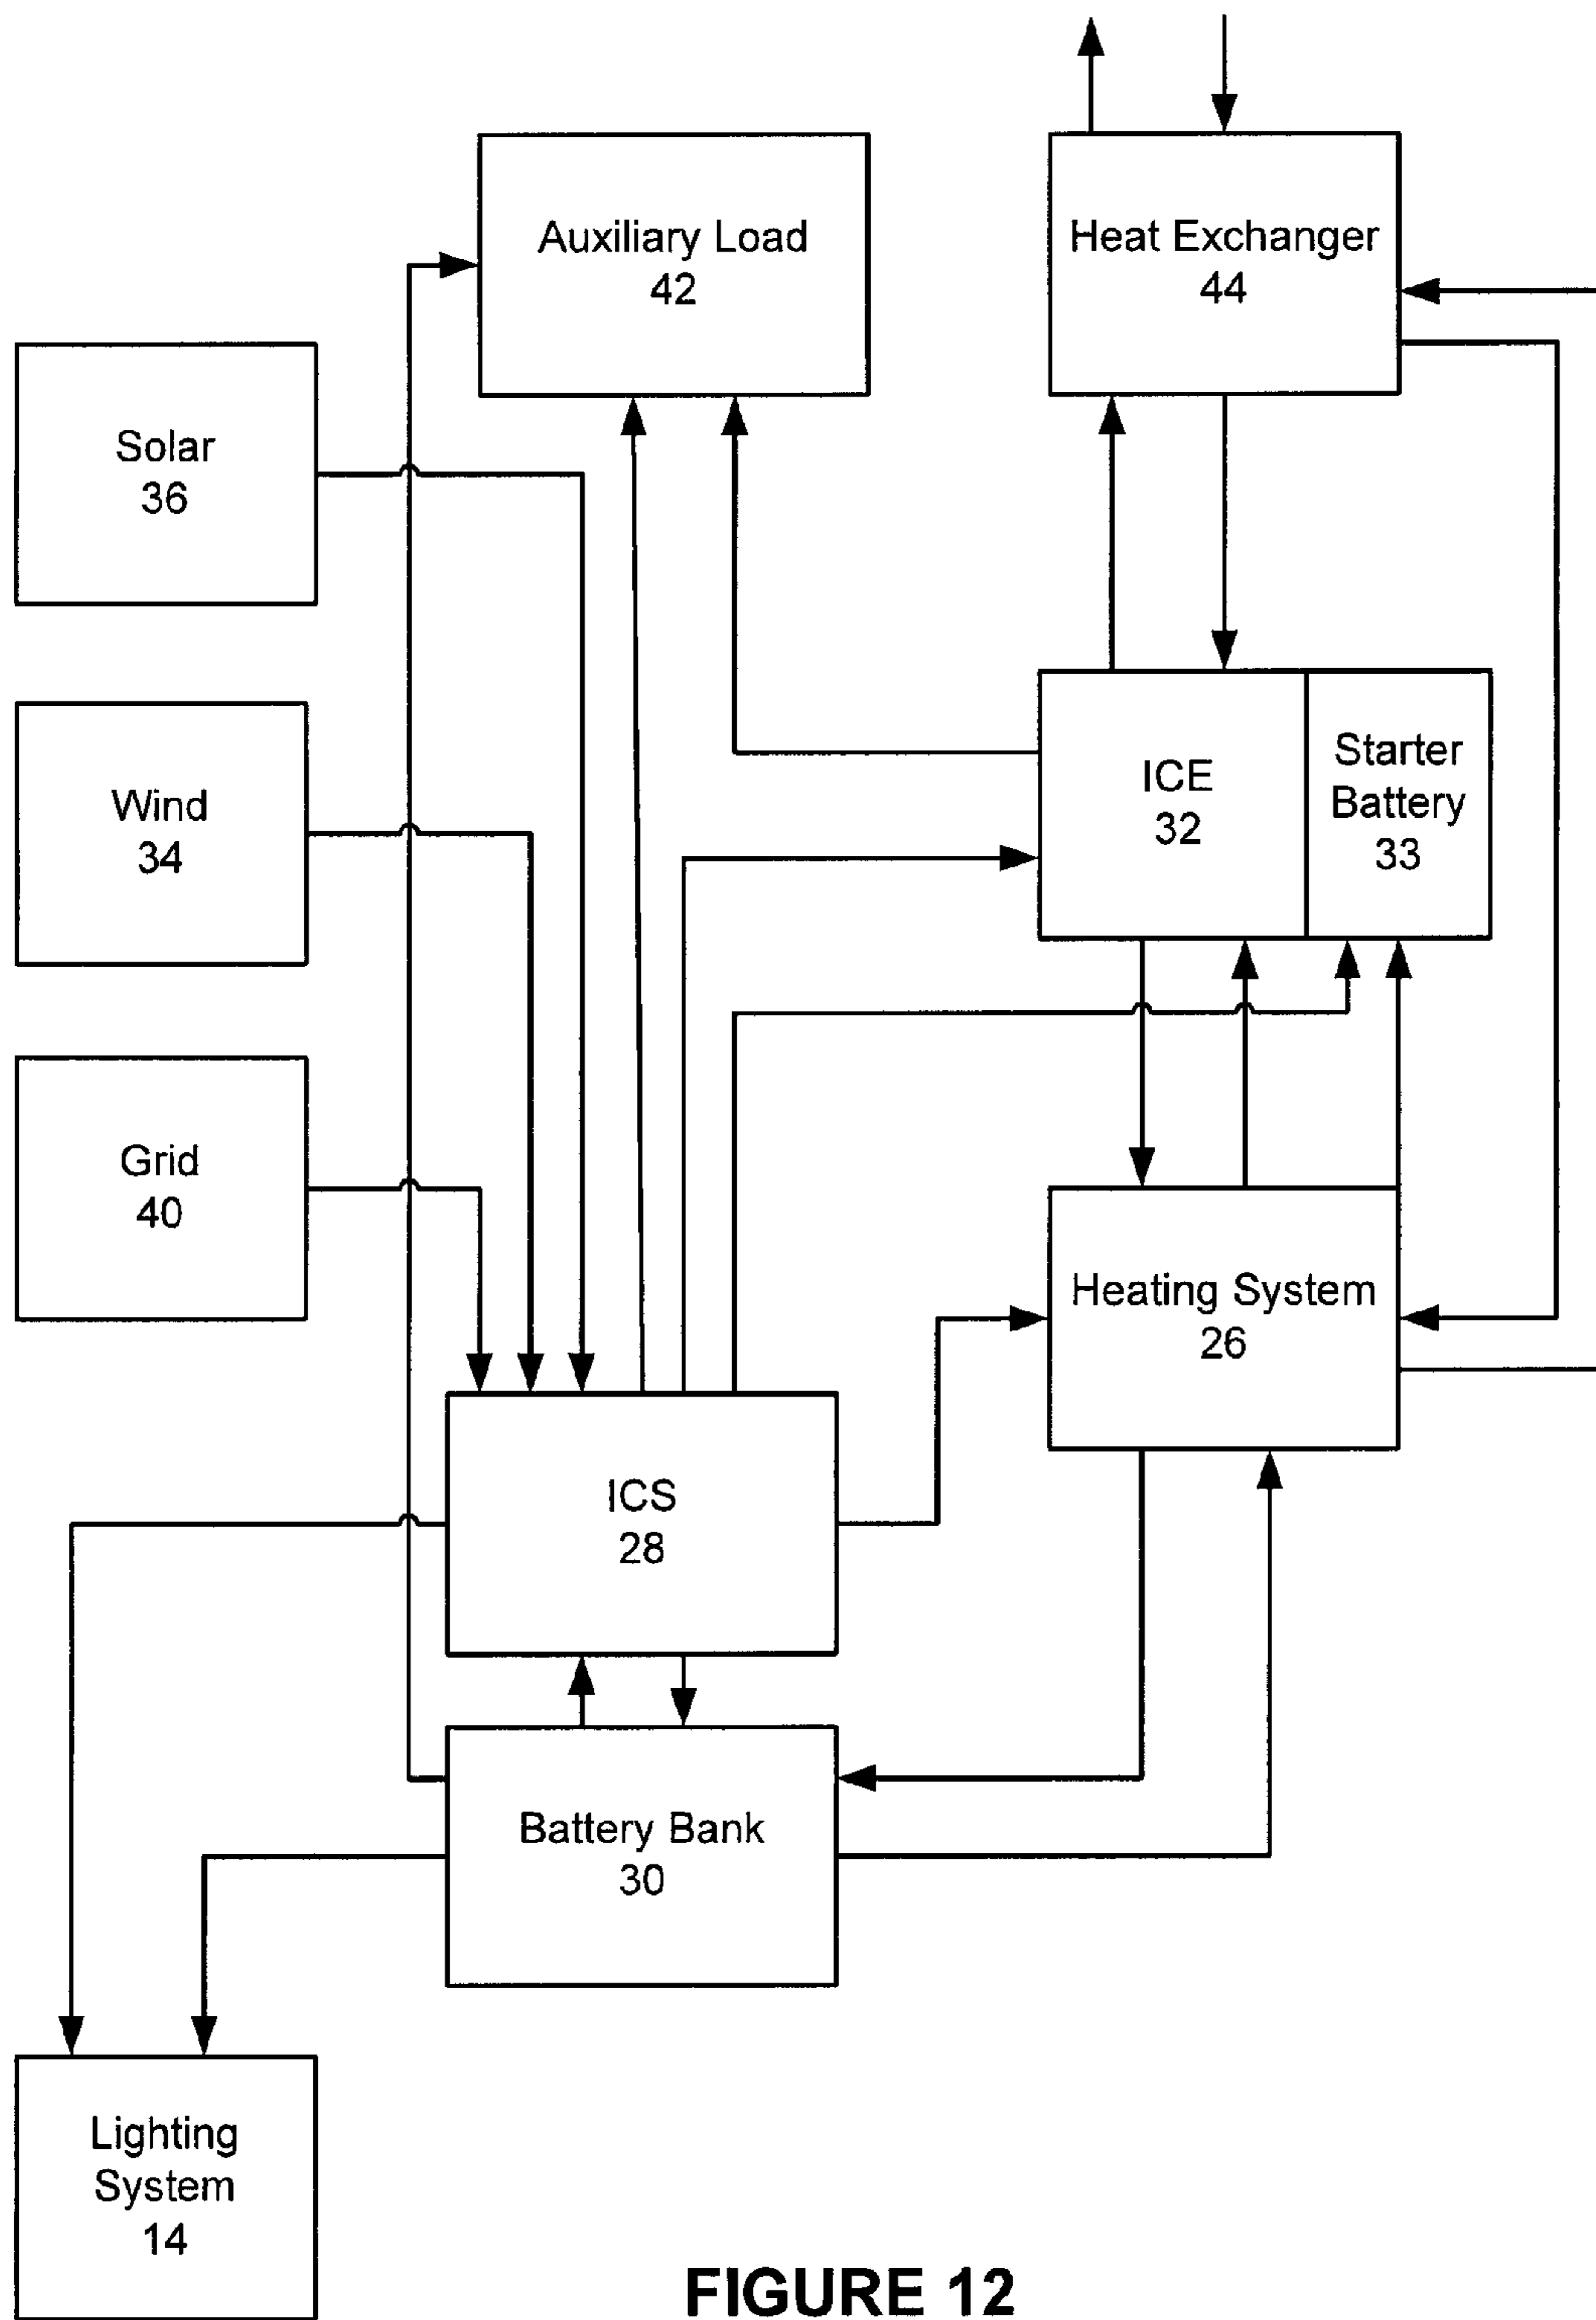 Auxiliary Load
42
Heat Exchanger
44
Solar
36
Wind
34
ICE
32
Starter
Battery
33
Grid
40
Heating System
26
ICS
28
Battery Bank
30
Lighting
System
14
FIGURE 12